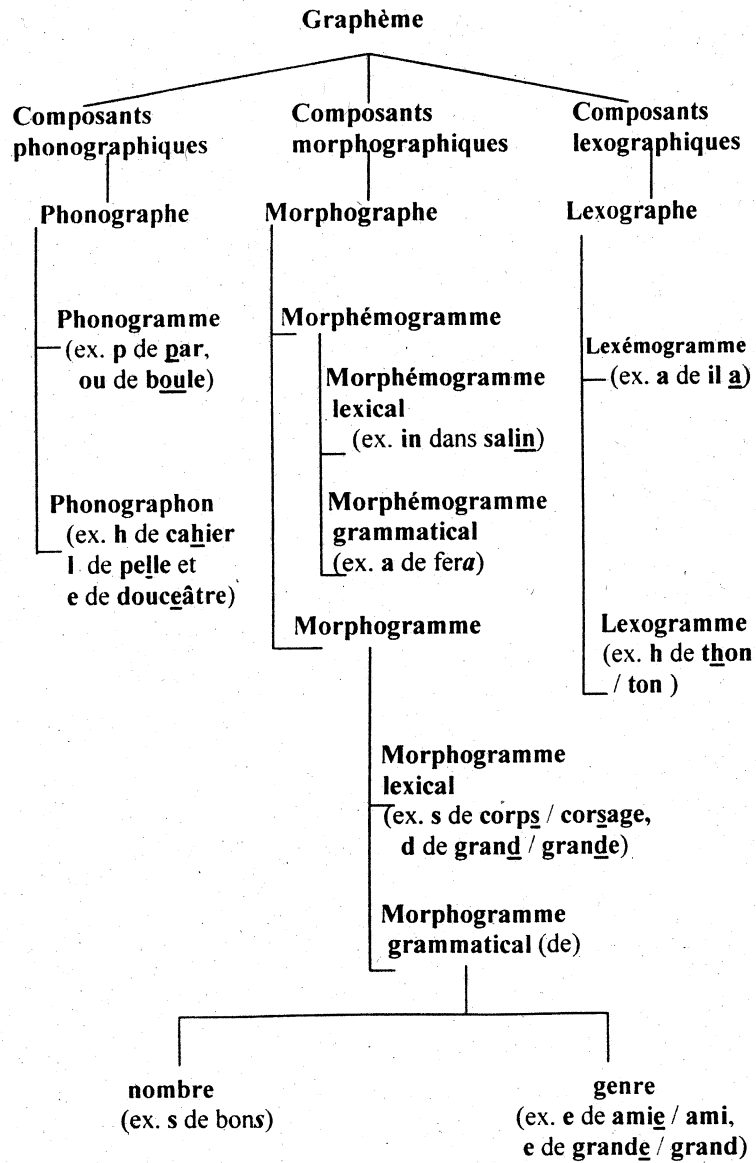 Graphème
Composants
phonographiques
Composants
morphographiques
Composants
lexographiques
Phonographe
Morphographe
Lexographe
Phonogramme
(ex. p de par,
ou de boule)
Phonographon
(ex. h de cahier
l de pelle et
e de douceâtre)
Morphémogramme
Morphémogramme
lexical
(ex. in dans salin)
Morphémogramme
grammatical
(ex. a de fera)
Morphogramme
Morphogramme
lexical
(ex. s de corps / corsage,
d de grand / grande)
Morphogramme
grammatical (de)
nombre
(ex. s de bons)
genre
(ex. e de amie / ami,
e de grande / grand)
Lexémogramme
(ex. a de il a)
Lexogramme
(ex. h de thon
/ ton )